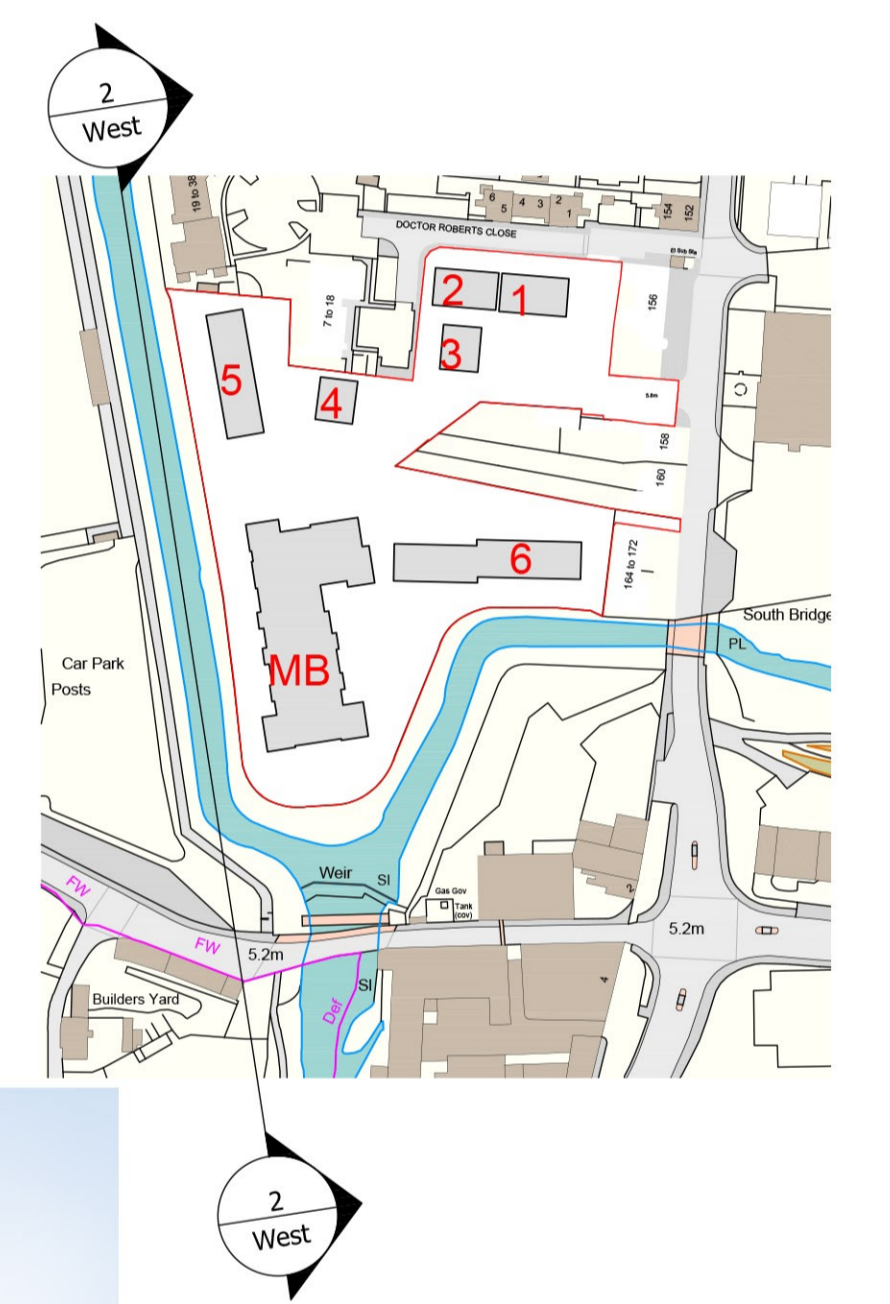 2
West
19 to 38
6
5
4
3
2
1
154
152
DOCTOR ROBERTS CLOSE
El Sub Sta
2
1
7 to 18
156
3
5
4
5.8m
158
160
6
164 to 172
South Bridge
PL
MB
Car Park
Posts
Weir
SI
Gas Gov
Tank
(cov)
2
FW
FW
5.2m
5.2m
SI
Def
4
Builders Yard
2
West